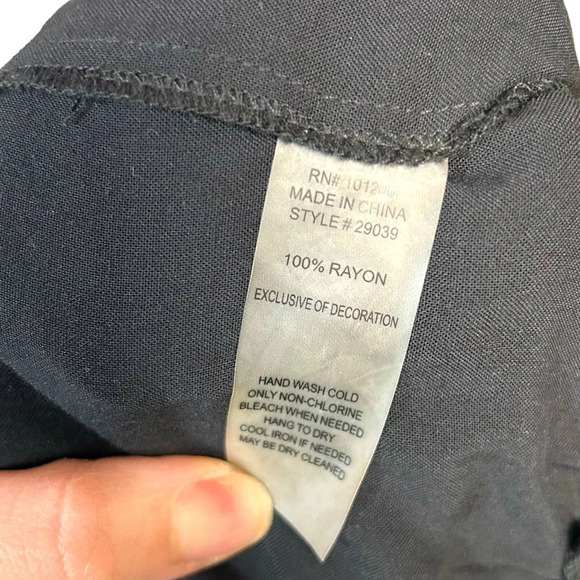 RN#
MADE IN CHINA
STYLE # 29039
100% RAYON
EXCLUSIVE OF DECORATION
HAND WASH COLD
ONLY NON-CHLORINE
BLEACH WHEN NEEDED
HANG TO DRY
COOL IRON IF NEEDED
MAY BE DRY CLEANED